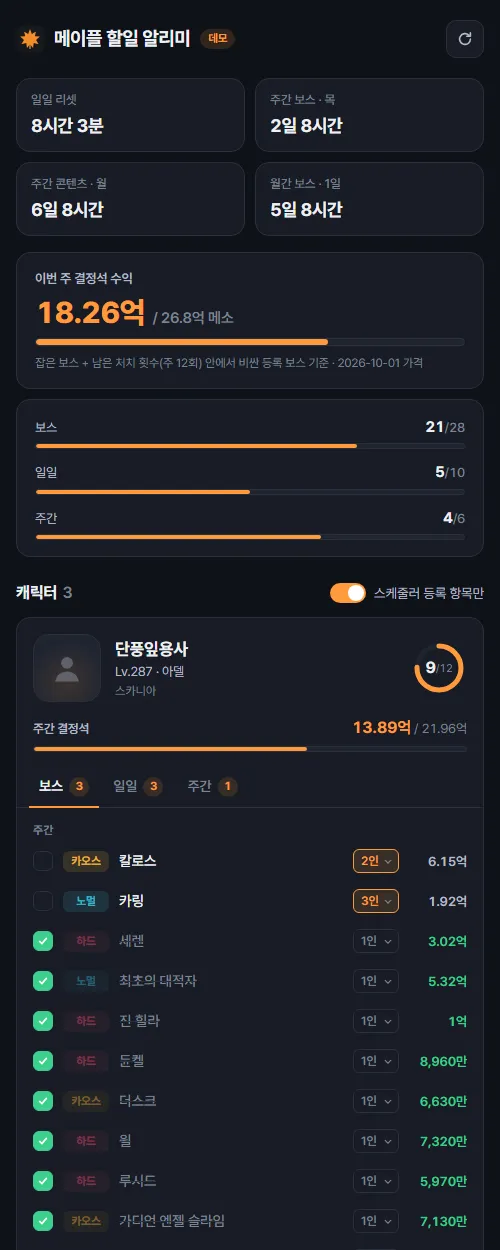 메이플 할일 알리미 데모
일일 리셋
8시간 3분
주간 보스 · 목
2일 8시간
주간 콘텐츠 · 월
6일 8시간
월간 보스 · 1일
5일 8시간
이번 주 결정석 수익
18.26억 / 26.8억 메소
잡은 보스 + 남은 처치 횟수(주 12회) 안에서 비싼 등록 보스 기준 · 2026-10-01 가격
보스 21/28
일일 5/10
주간 4/6
캐릭터 3 스케줄러 등록 항목만
단풍잎용사
Lv.287 · 아델
스카니아
9/12
주간 결정석 13.89억 / 21.96억
보스 3 일일 3 주간 1
주간
카오스 칼로스 2인 6.15억
노멀 카링 3인 1.92억
하드 세렌 1인 3.02억
노멀 최초의 대적자 1인 5.32억
하드 진 힐라 1인 1억
하드 듄켈 1인 8,960만
카오스 더스크 1인 6,630만
하드 윌 1인 7,320만
하드 루시드 1인 5,970만
카오스 가디언 엔젤 슬라임 1인 7,130만